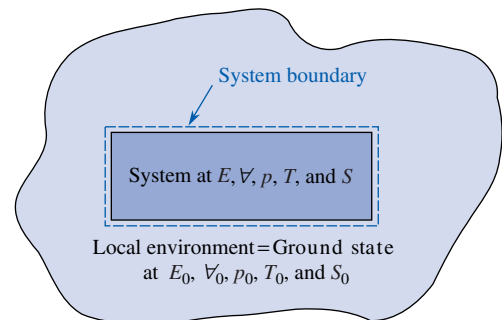 System boundary
System at E, ∀, p, T, and S
Local environment=Ground state
at E₀, ∀₀, p₀, T₀, and S₀